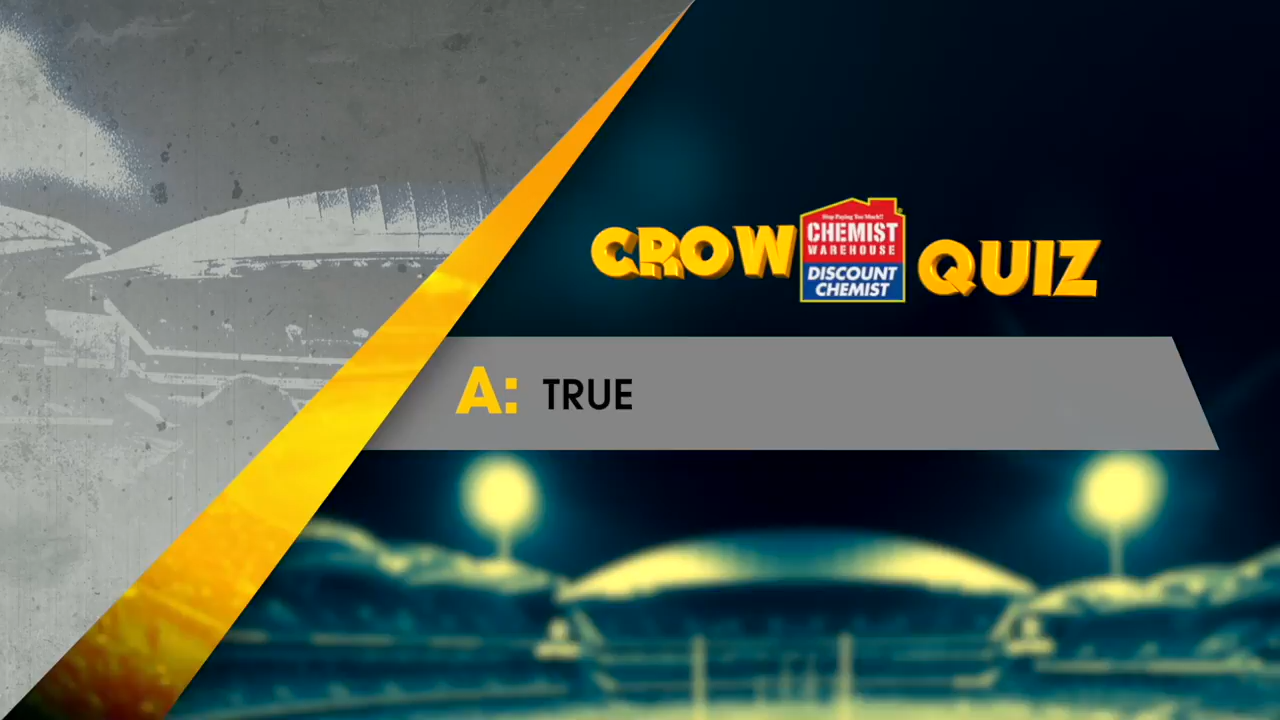 CROW
Stop Paying Too Much!!
CHEMIST
WAREHOUSE
DISCOUNT
CHEMIST
QUIZ
A: TRUE